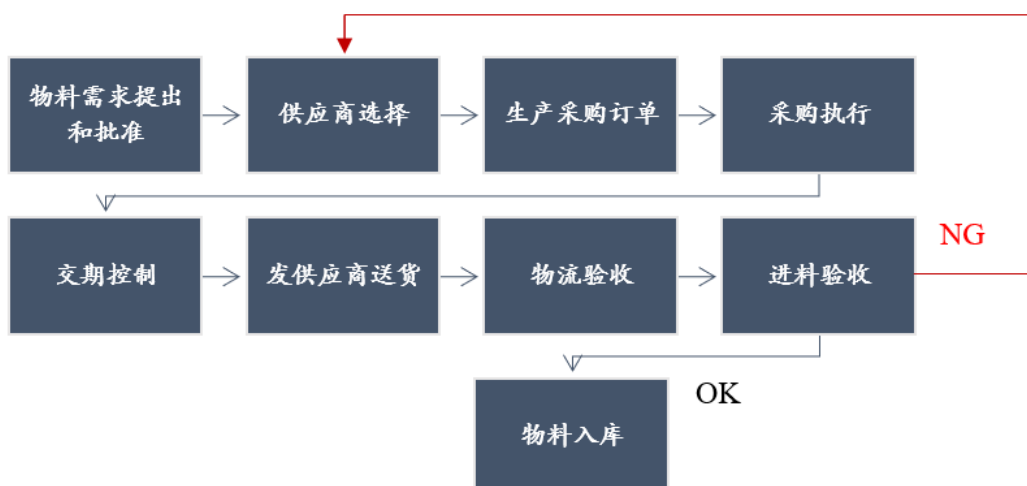 物料需求提出
和批准
供应商选择
生产采购订单
采购执行
交期控制
发供应商送货
物流验收
进料验收
NG
OK
物料入库